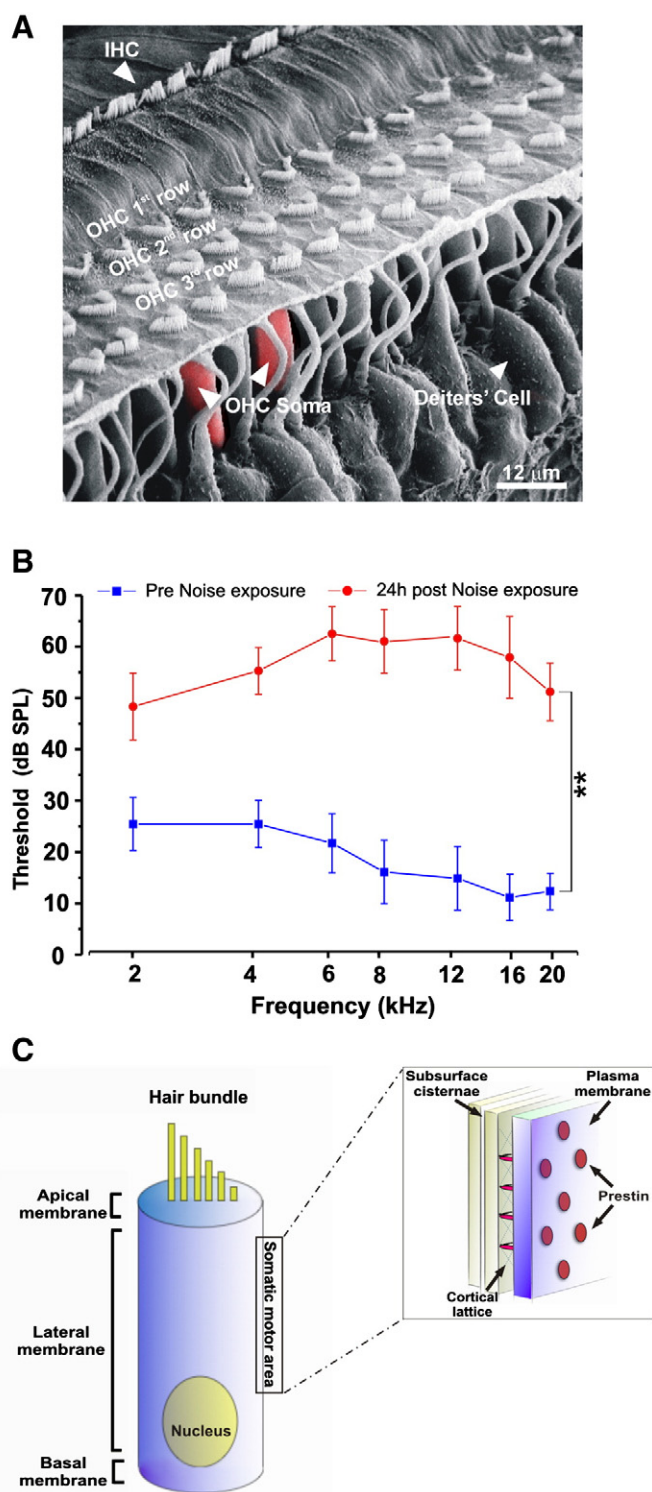 A
IHC
OHC 1st row
OHC 2nd row
OHC 3rd row
OHC Soma
Deiters' Cell
12 μm
B
Pre Noise exposure
24h post Noise exposure
70
60
50
40
30
20
10
0
Threshold (dB SPL)
**
2 4 6 8 12 16 20
Frequency (kHz)
C
Hair bundle
Apical
membrane
Lateral
membrane
Basal
membrane
Nucleus
Somatic motor
area
Subsurface
cisternae
Plasma
membrane
Prestin
Cortical
lattice